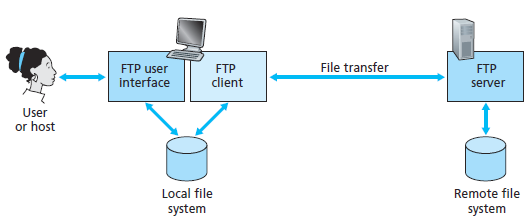 User
or host
FTP user
interface
FTP
client
File transfer
FTP
server
Local file
system
Remote file
system